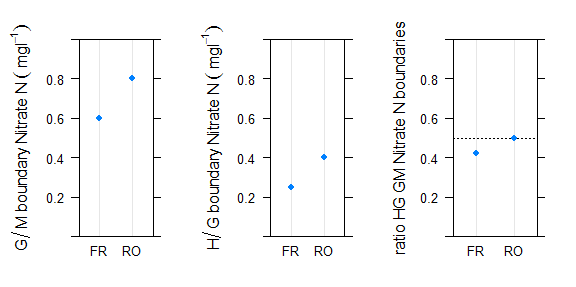 G/M boundary Nitrate N ( mgl⁻¹)
0.8
0.6
0.4
0.2
FR RO
H/G boundary Nitrate N ( mgl⁻¹)
0.8
0.6
0.4
0.2
FR RO
ratio HG GM Nitrate N boundaries
0.8
0.6
0.4
0.2
FR RO